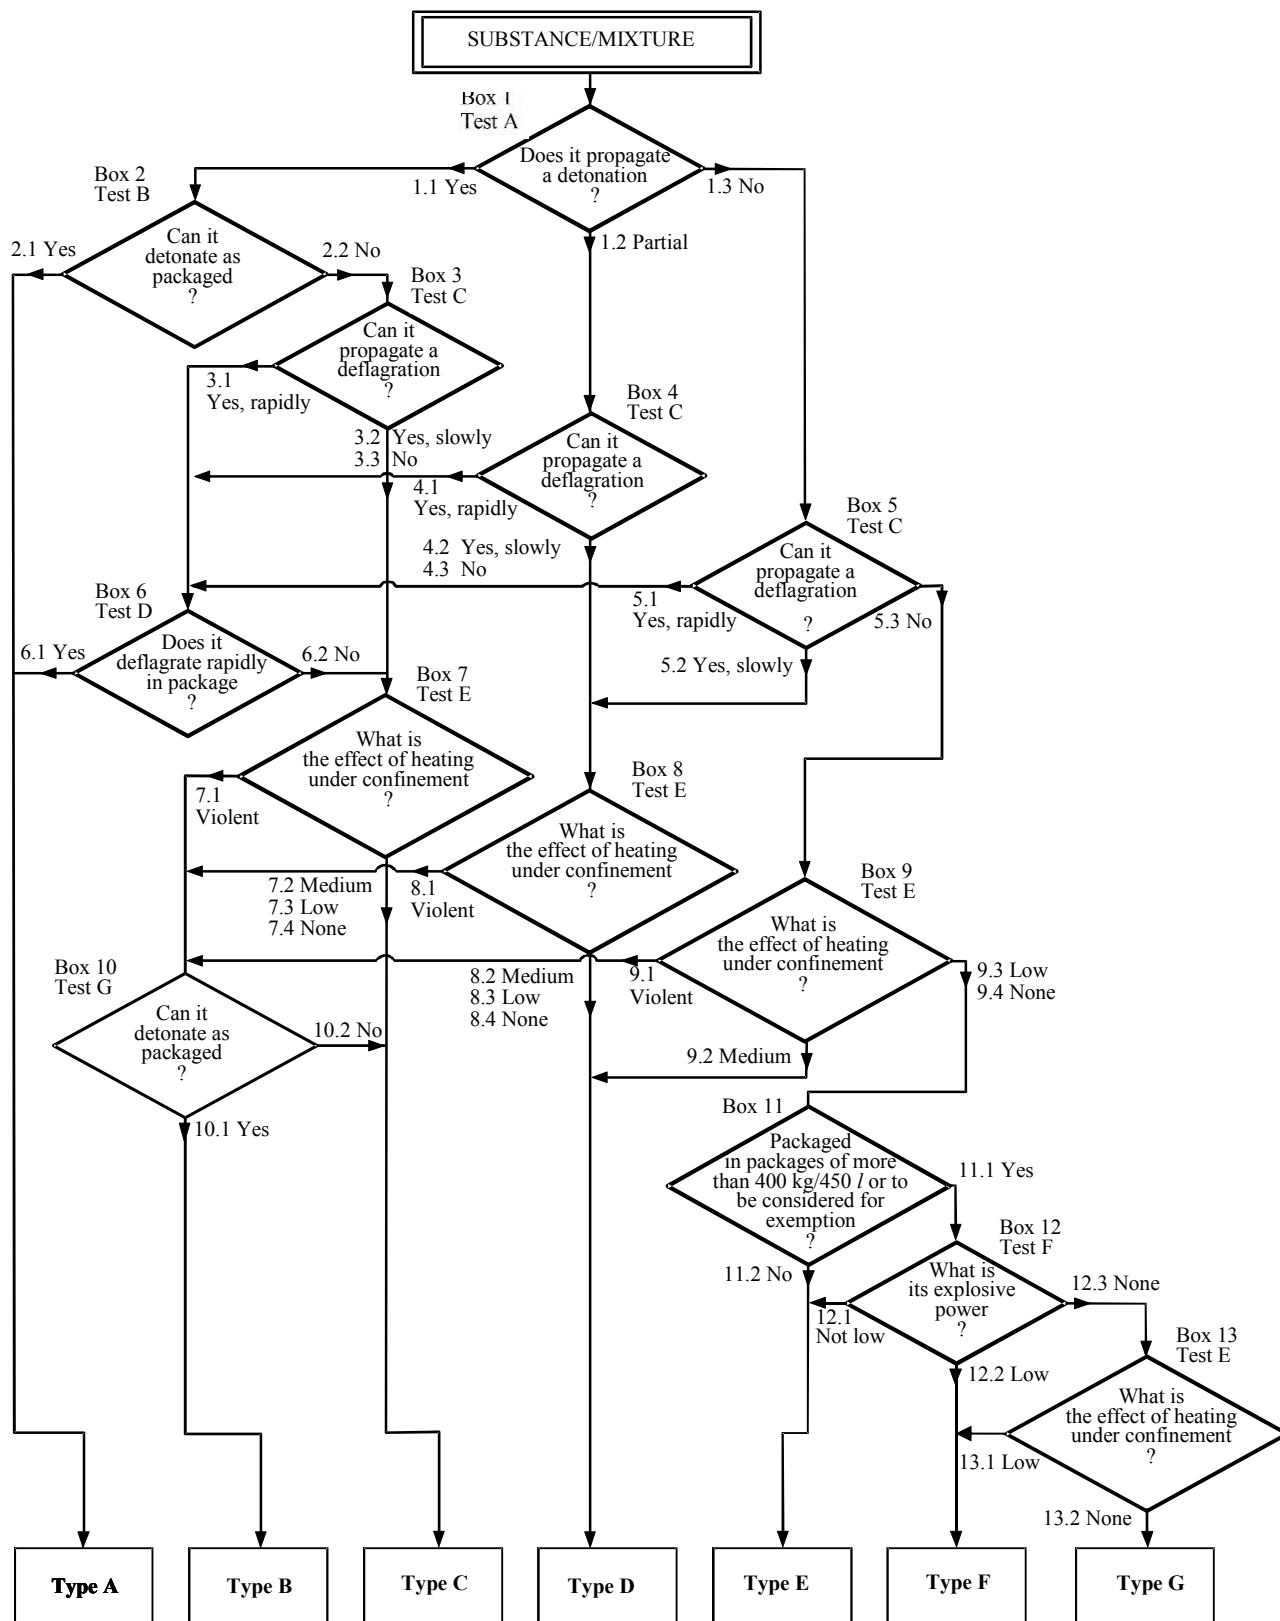 SUBSTANCE/MIXTURE
Box 1
Test A
Does it propagate
a detonation
?
1.1 Yes
1.3 No
1.2 Partial
Box 2
Test B
Can it
detonate as
packaged
?
2.1 Yes
2.2 No
Box 3
Test C
Can it
propagate a
deflagration
?
3.1
Yes, rapidly
3.2 Yes, slowly
3.3 No
Box 4
Test C
Can it
propagate a
deflagration
?
4.1
Yes, rapidly
4.2 Yes, slowly
4.3 No
Box 5
Test C
Can it
propagate a
deflagration
?
5.1
Yes, rapidly
5.3 No
5.2 Yes, slowly
Box 6
Test D
Does it
deflagrate rapidly
in package
?
6.1 Yes
6.2 No
Box 7
Test E
What is
the effect of heating
under confinement
?
7.1
Violent
7.2 Medium
7.3 Low
7.4 None
Box 8
Test E
What is
the effect of heating
under confinement
?
8.1
Violent
8.2 Medium
8.3 Low
8.4 None
Box 9
Test E
What is
the effect of heating
under confinement
?
9.1
Violent
9.3 Low
9.4 None
9.2 Medium
Box 10
Test G
Can it
detonate as
packaged
?
10.2 No
10.1 Yes
Box 11
Packaged
in packages of more
than 400 kg/450 l or to
be considered for
exemption
?
11.1 Yes
11.2 No
Box 12
Test F
What is
its explosive
power
?
12.1
Not low
12.3 None
12.2 Low
Box 13
Test E
What is
the effect of heating
under confinement
?
13.1 Low
13.2 None
Type A
Type B
Type C
Type D
Type E
Type F
Type G